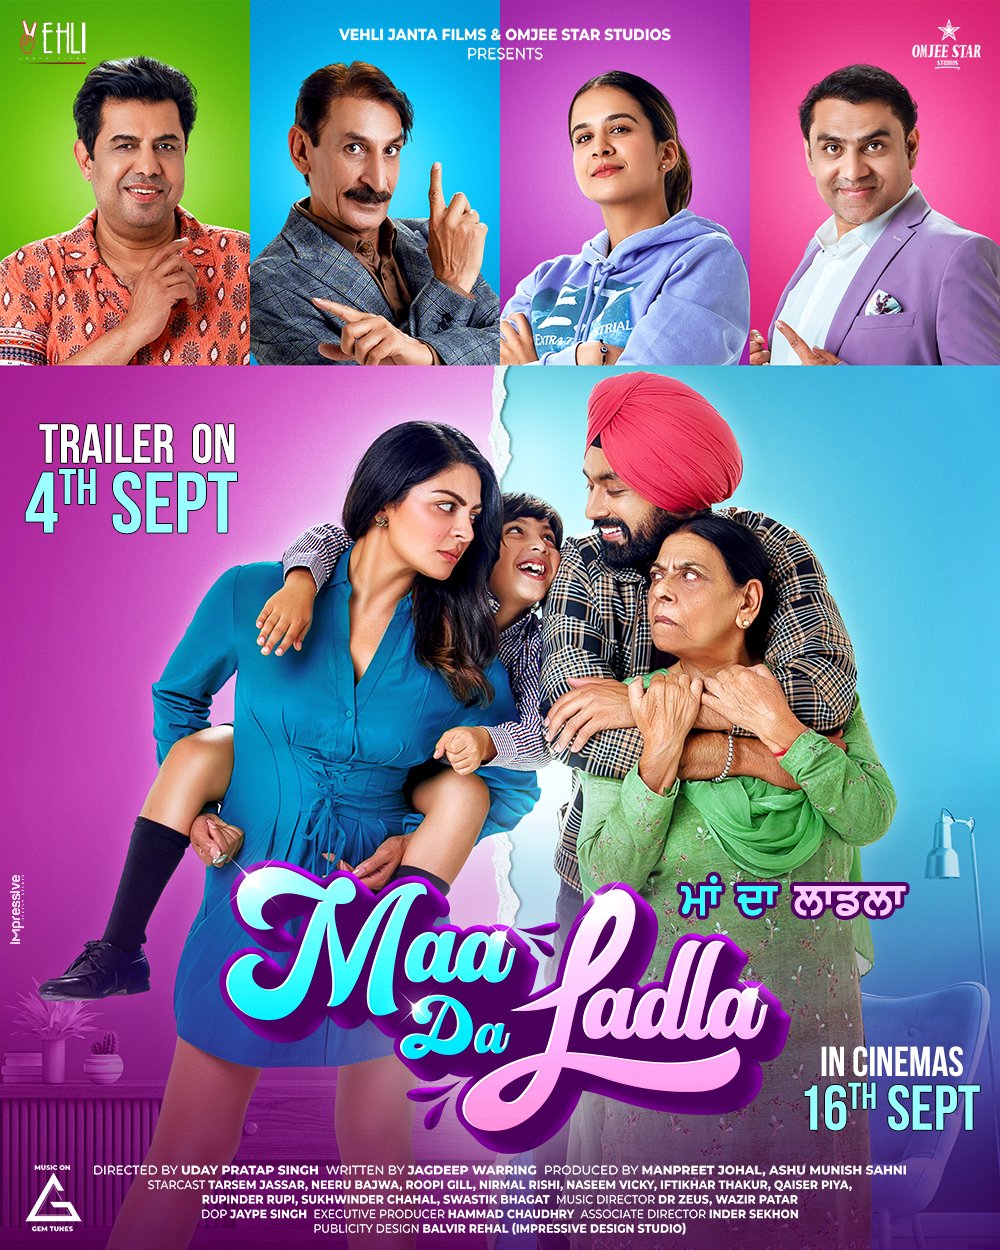 VEHLI
JANTA FILMS
VEHLI JANTA FILMS & OMJEE STAR STUDIOS
PRESENTS
OMJEE STAR
STUDIOS
TRIAL
EXTRA
TRAILER ON
4TH SEPT
IMpressive
ਮਾਂ ਦਾ ਲਾਡਲਾ
Maa
Da Ladla
IN CINEMAS
16TH SEPT
MUSIC ON
GEM TUNES
DIRECTED BY UDAY PRATAP SINGH WRITTEN BY JAGDEEP WARRING PRODUCED BY MANPREET JOHAL, ASHU MUNISH SAHNI
STARCAST TARSEM JASSAR, NEERU BAJWA, ROOPI GILL, NIRMAL RISHI, NASEEM VICKY, IFTIKHAR THAKUR, QAISER PIYA,
RUPINDER RUPI, SUKHWINDER CHAHAL, SWASTIK BHAGAT MUSIC DIRECTOR DR ZEUS, WAZIR PATAR
DOP JAYPE SINGH EXECUTIVE PRODUCER HAMMAD CHAUDHRY ASSOCIATE DIRECTOR INDER SEKHON
PUBLICITY DESIGN BALVIR REHAL (IMPRESSIVE DESIGN STUDIO)